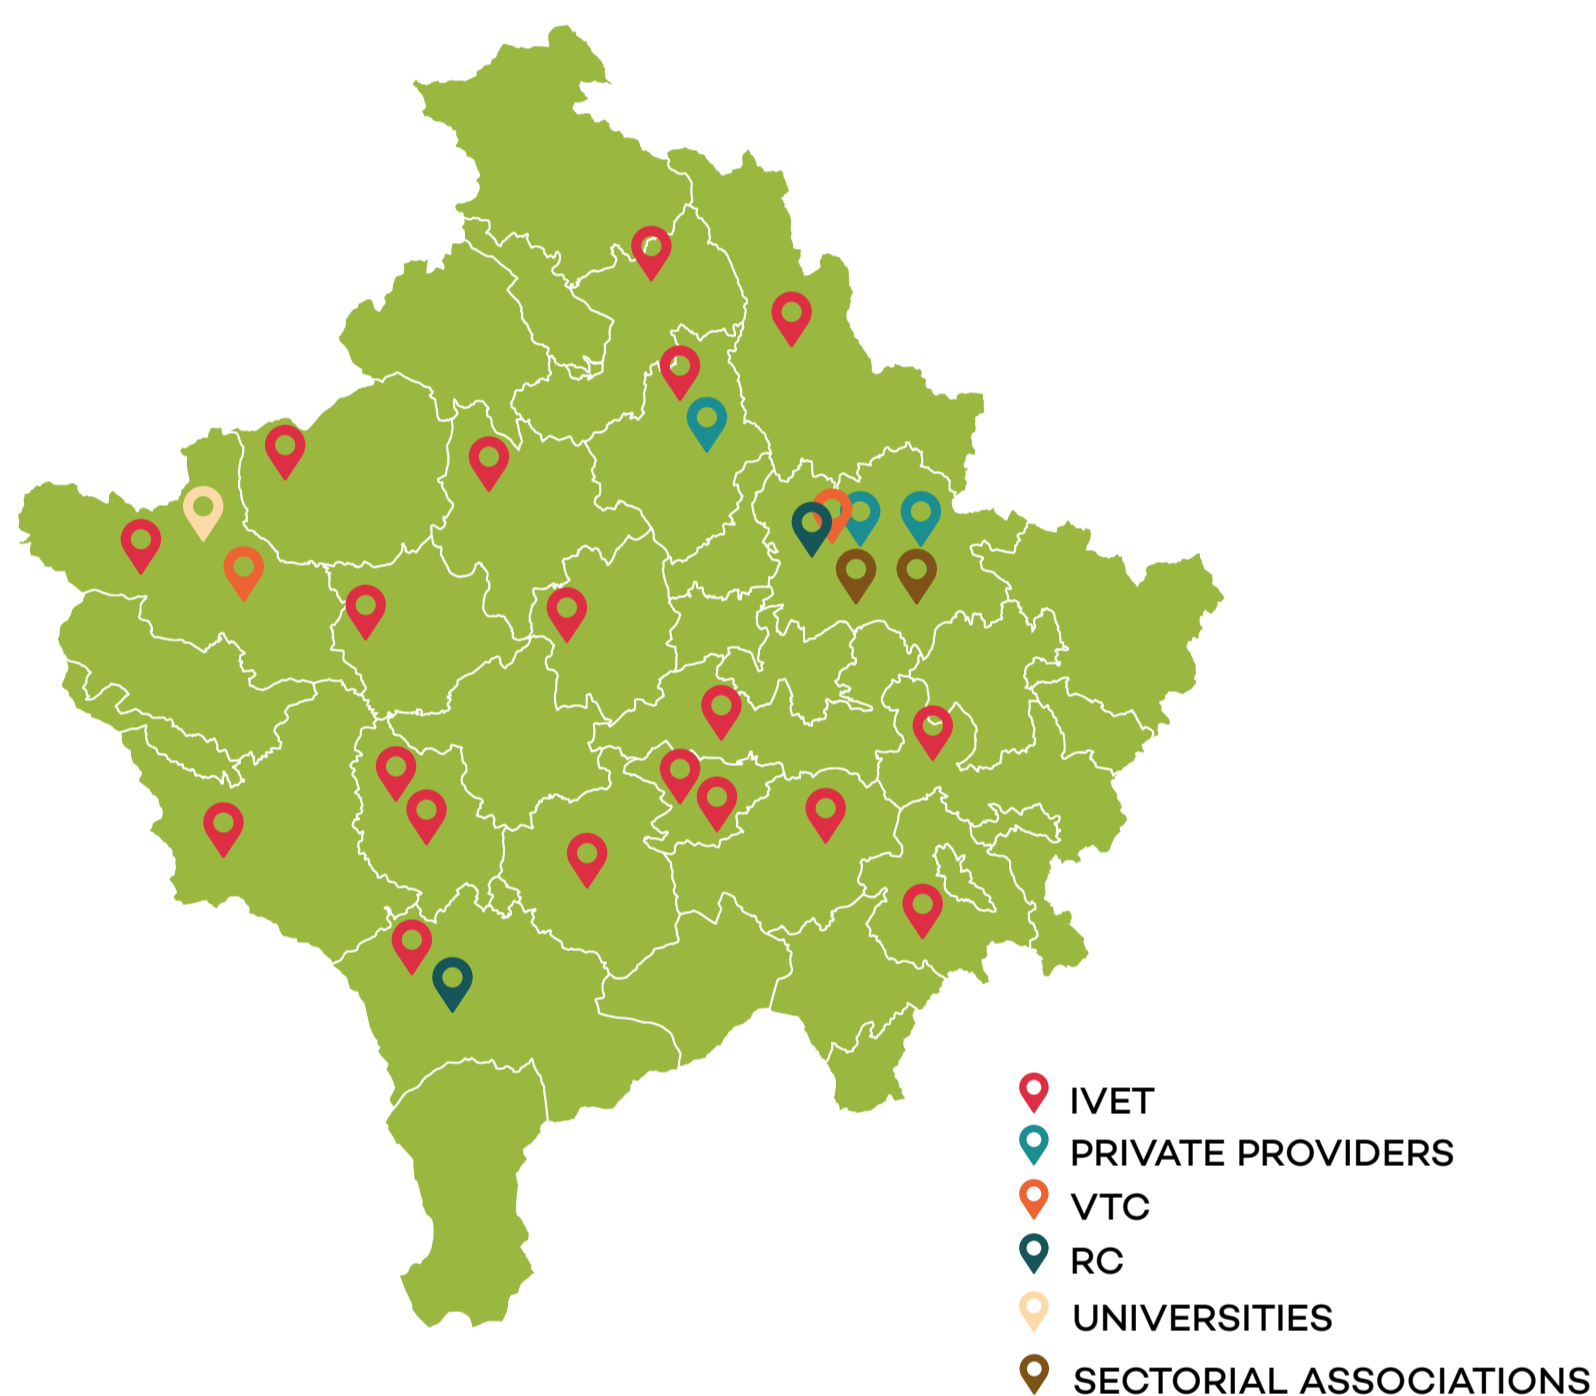 IVET
PRIVATE PROVIDERS
VTC
RC
UNIVERSITIES
SECTORIAL ASSOCIATIONS